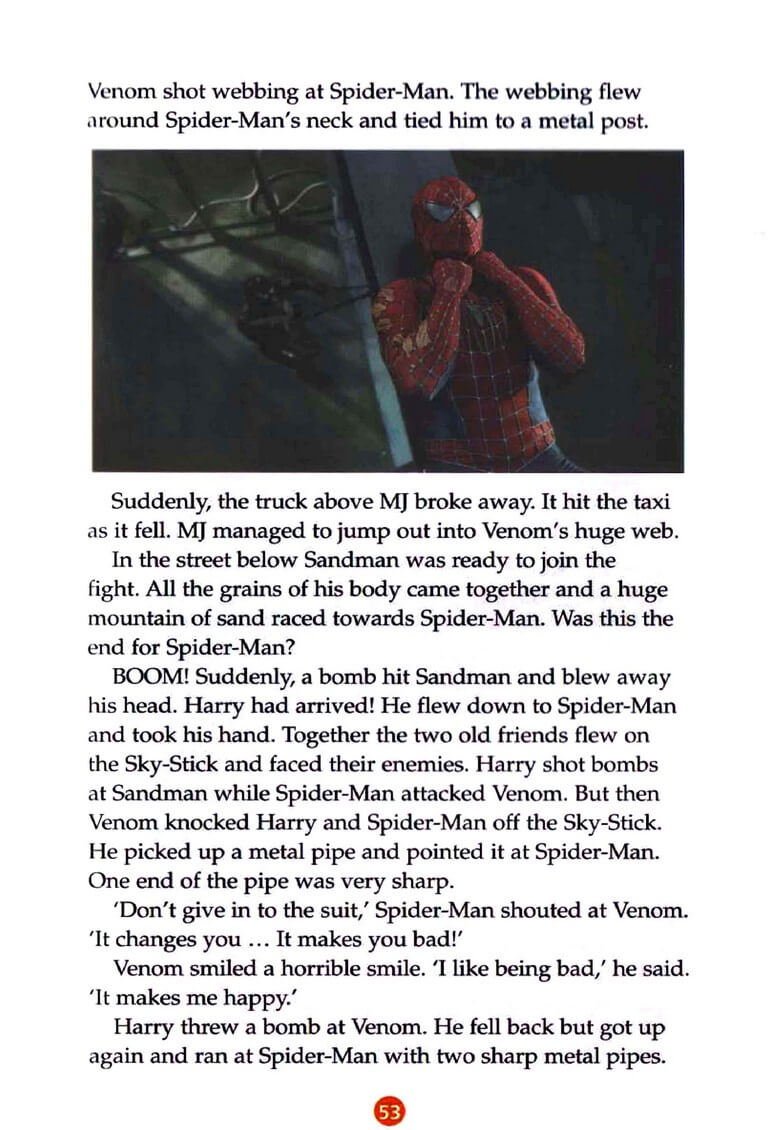 Venom shot webbing at Spider-Man. The webbing flew
around Spider-Man's neck and tied him to a metal post.
Suddenly, the truck above MJ broke away. It hit the taxi
as it fell. MJ managed to jump out into Venom's huge web.
In the street below Sandman was ready to join the
fight. All the grains of his body came together and a huge
mountain of sand raced towards Spider-Man. Was this the
end for Spider-Man?
BOOM! Suddenly, a bomb hit Sandman and blew away
his head. Harry had arrived! He flew down to Spider-Man
and took his hand. Together the two old friends flew on
the Sky-Stick and faced their enemies. Harry shot bombs
at Sandman while Spider-Man attacked Venom. But then
Venom knocked Harry and Spider-Man off the Sky-Stick.
He picked up a metal pipe and pointed it at Spider-Man.
One end of the pipe was very sharp.
'Don't give in to the suit,' Spider-Man shouted at Venom.
'It changes you … It makes you bad!'
Venom smiled a horrible smile. 'I like being bad,' he said.
'It makes me happy.'
Harry threw a bomb at Venom. He fell back but got up
again and ran at Spider-Man with two sharp metal pipes.
53